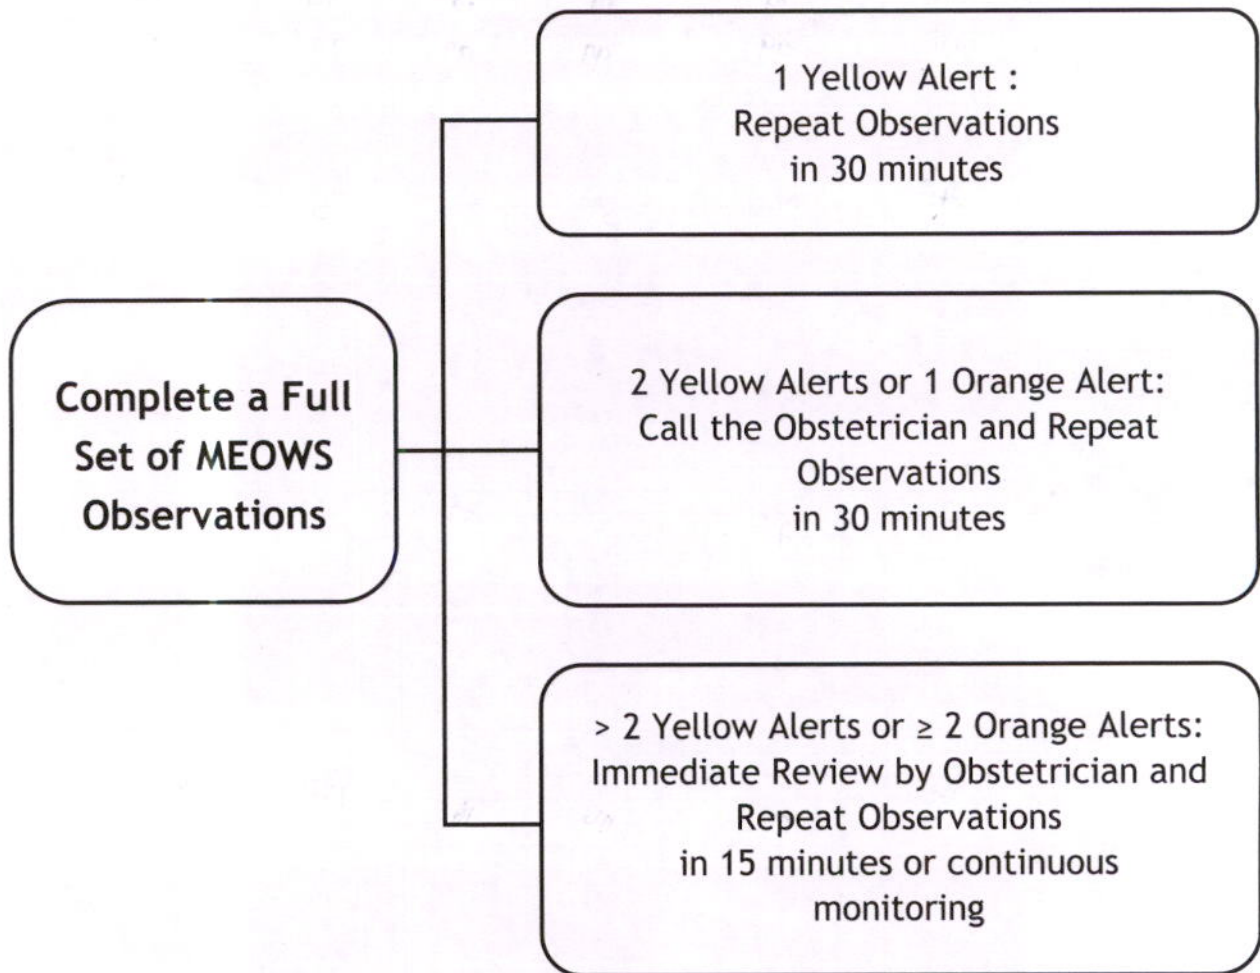 1 Yellow Alert :
Repeat Observations
in 30 minutes
Complete a Full
Set of MEOWS
Observations
2 Yellow Alerts or 1 Orange Alert:
Call the Obstetrician and Repeat
Observations
in 30 minutes
> 2 Yellow Alerts or ≥ 2 Orange Alerts:
Immediate Review by Obstetrician and
Repeat Observations
in 15 minutes or continuous
monitoring